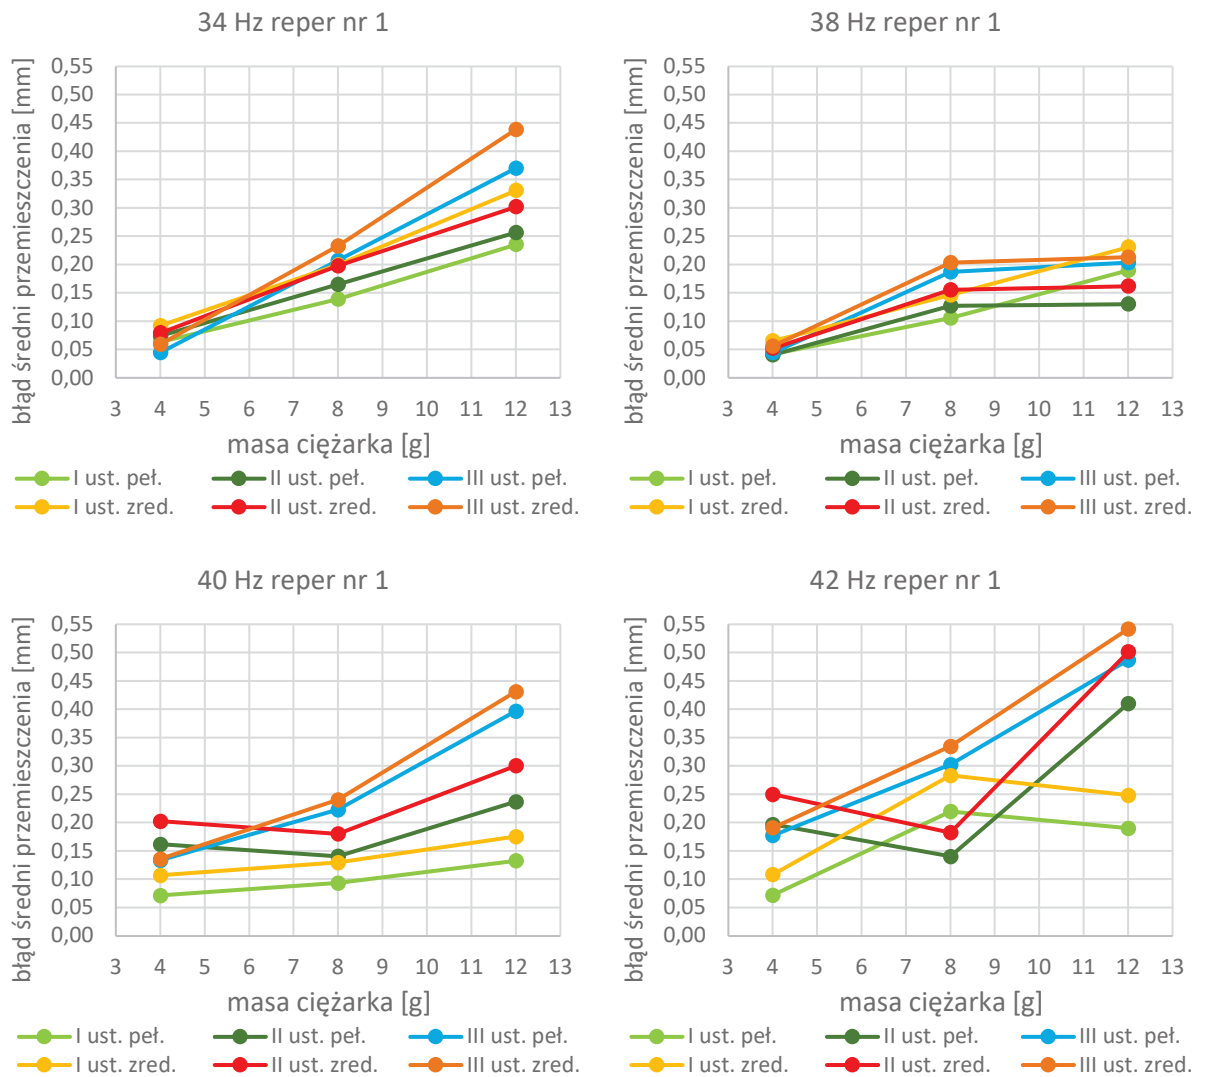 34 Hz reper nr 1
błąd średni przemieszczenia [mm]
0,55
0,50
0,45
0,40
0,35
0,30
0,25
0,20
0,15
0,10
0,05
0,00
3 4 5 6 7 8 9 10 11 12 13
masa ciężarka [g]
I ust. peł. II ust. peł. III ust. peł.
I ust. zred. II ust. zred. III ust. zred.
38 Hz reper nr 1
błąd średni przemieszczenia [mm]
0,55
0,50
0,45
0,40
0,35
0,30
0,25
0,20
0,15
0,10
0,05
0,00
3 4 5 6 7 8 9 10 11 12 13
masa ciężarka [g]
I ust. peł. II ust. peł. III ust. peł.
I ust. zred. II ust. zred. III ust. zred.
40 Hz reper nr 1
błąd średni przemieszczenia [mm]
0,55
0,50
0,45
0,40
0,35
0,30
0,25
0,20
0,15
0,10
0,05
0,00
3 4 5 6 7 8 9 10 11 12 13
masa ciężarka [g]
I ust. peł. II ust. peł. III ust. peł.
I ust. zred. II ust. zred. III ust. zred.
42 Hz reper nr 1
błąd średni przemieszczenia [mm]
0,55
0,50
0,45
0,40
0,35
0,30
0,25
0,20
0,15
0,10
0,05
0,00
3 4 5 6 7 8 9 10 11 12 13
masa ciężarka [g]
I ust. peł. II ust. peł. III ust. peł.
I ust. zred. II ust. zred. III ust. zred.